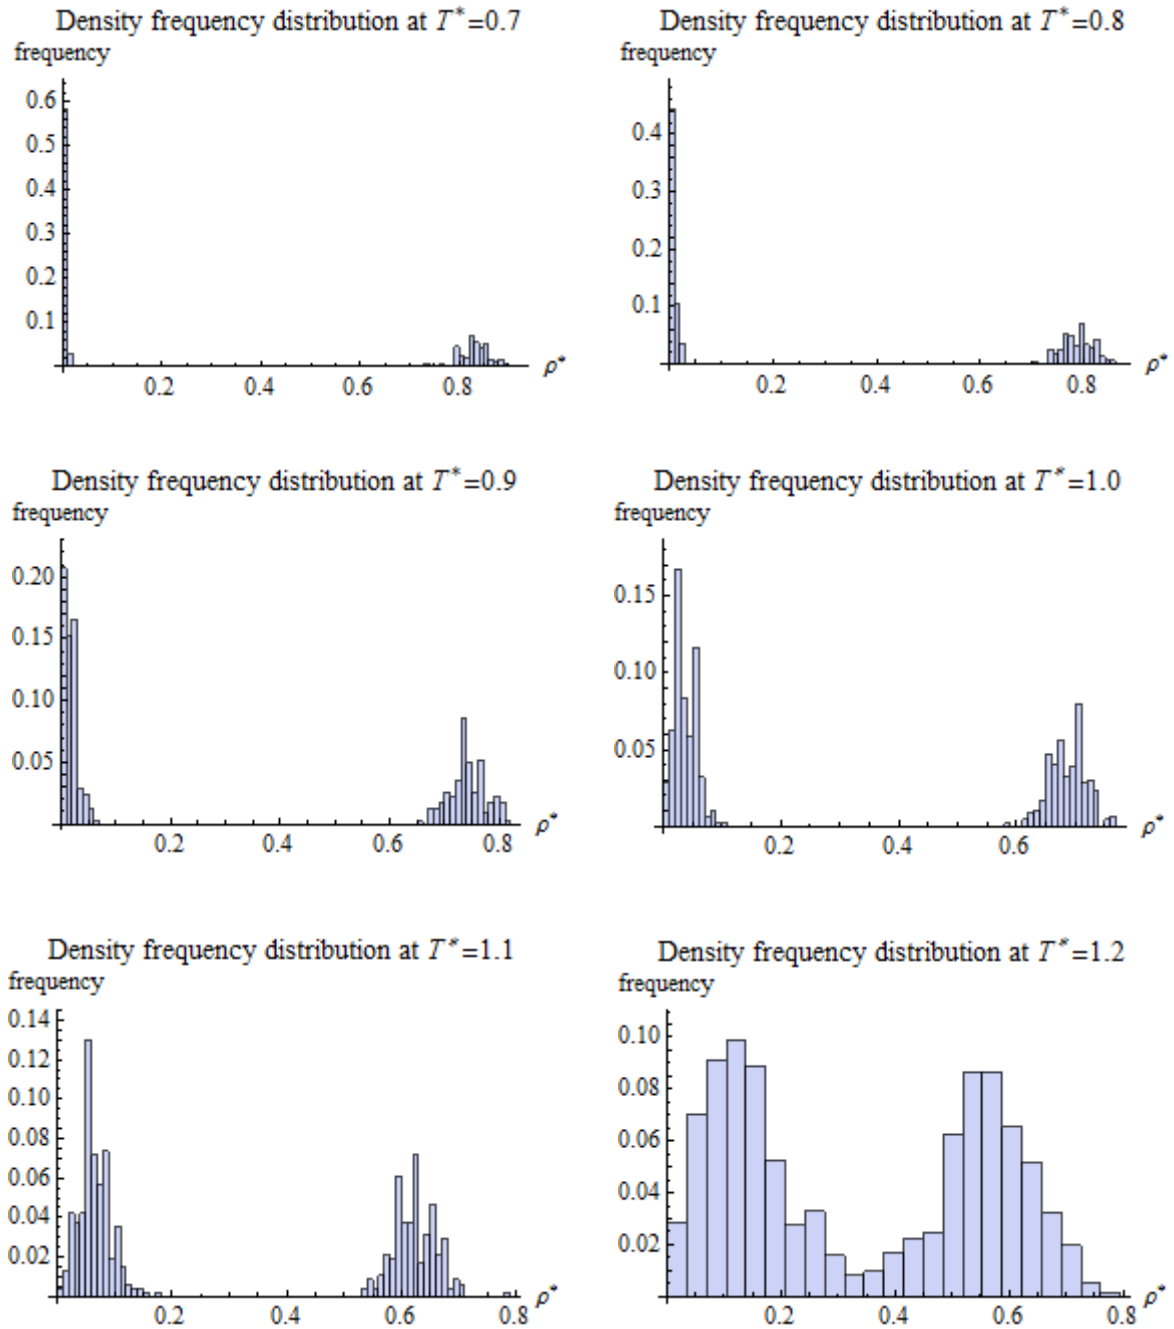 Density frequency distribution at T*=0.7
frequency
0.6
0.5
0.4
0.3
0.2
0.1
0.2 0.4 0.6 0.8 ρ*
Density frequency distribution at T*=0.8
frequency
0.4
0.3
0.2
0.1
0.2 0.4 0.6 0.8 ρ*
Density frequency distribution at T*=0.9
frequency
0.20
0.15
0.10
0.05
0.2 0.4 0.6 0.8 ρ*
Density frequency distribution at T*=1.0
frequency
0.15
0.10
0.05
0.2 0.4 0.6 ρ*
Density frequency distribution at T*=1.1
frequency
0.14
0.12
0.10
0.08
0.06
0.04
0.02
0.2 0.4 0.6 0.8 ρ*
Density frequency distribution at T*=1.2
frequency
0.10
0.08
0.06
0.04
0.02
0.2 0.4 0.6 0.8 ρ*